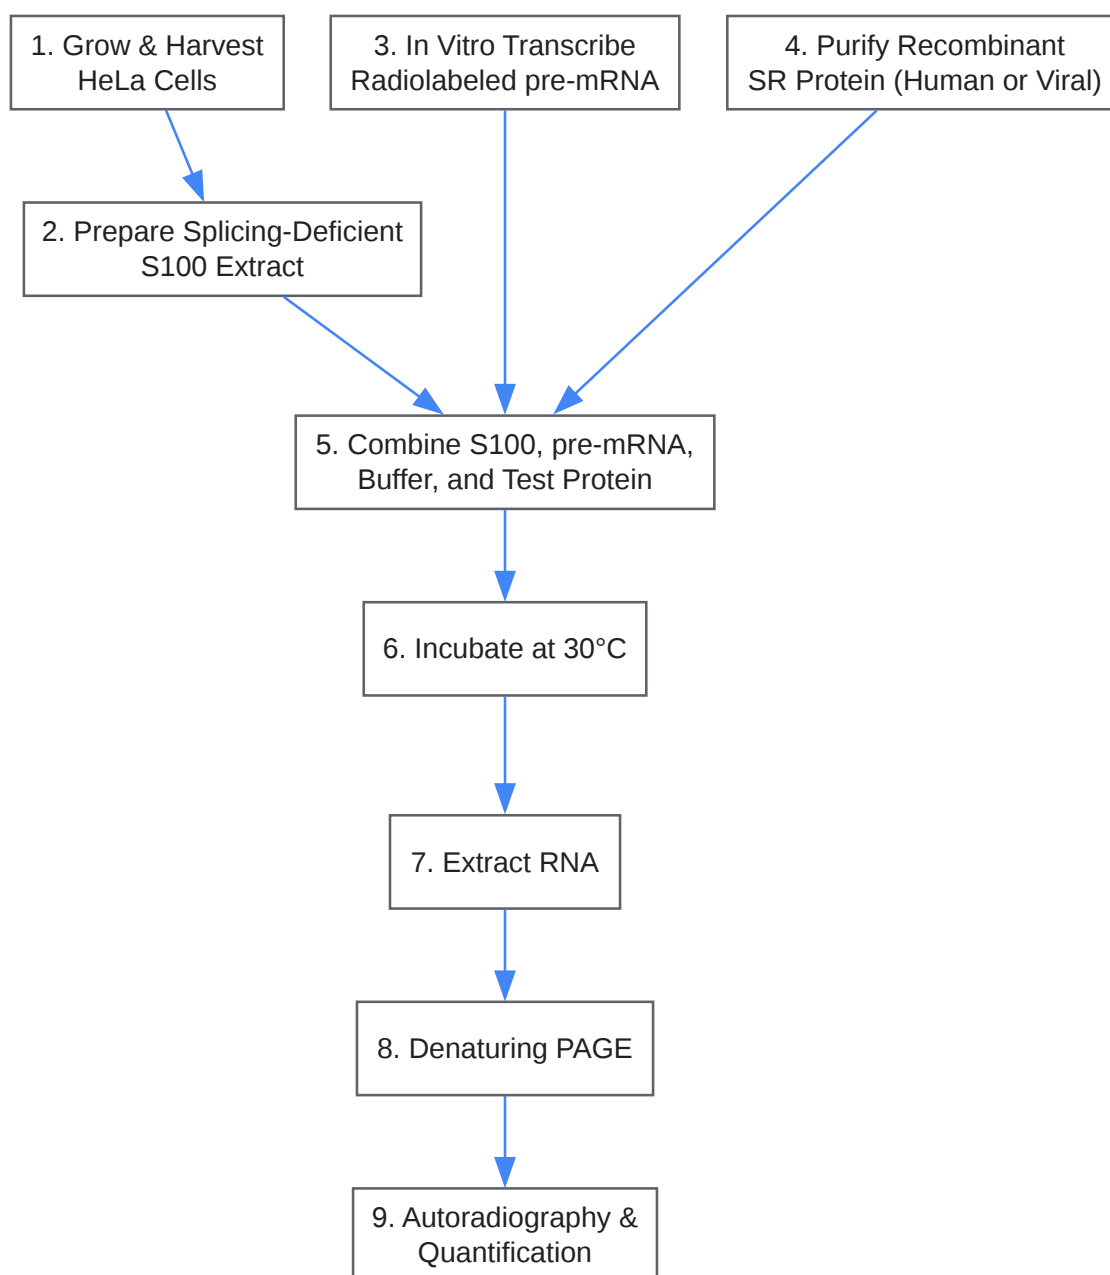 1. Grow & Harvest
HeLa Cells
3. In Vitro Transcribe
Radiolabeled pre-mRNA
4. Purify Recombinant
SR Protein (Human or Viral)
2. Prepare Splicing-Deficient
S100 Extract
5. Combine S100, pre-mRNA,
Buffer, and Test Protein
6. Incubate at 30°C
7. Extract RNA
8. Denaturing PAGE
9. Autoradiography &
Quantification